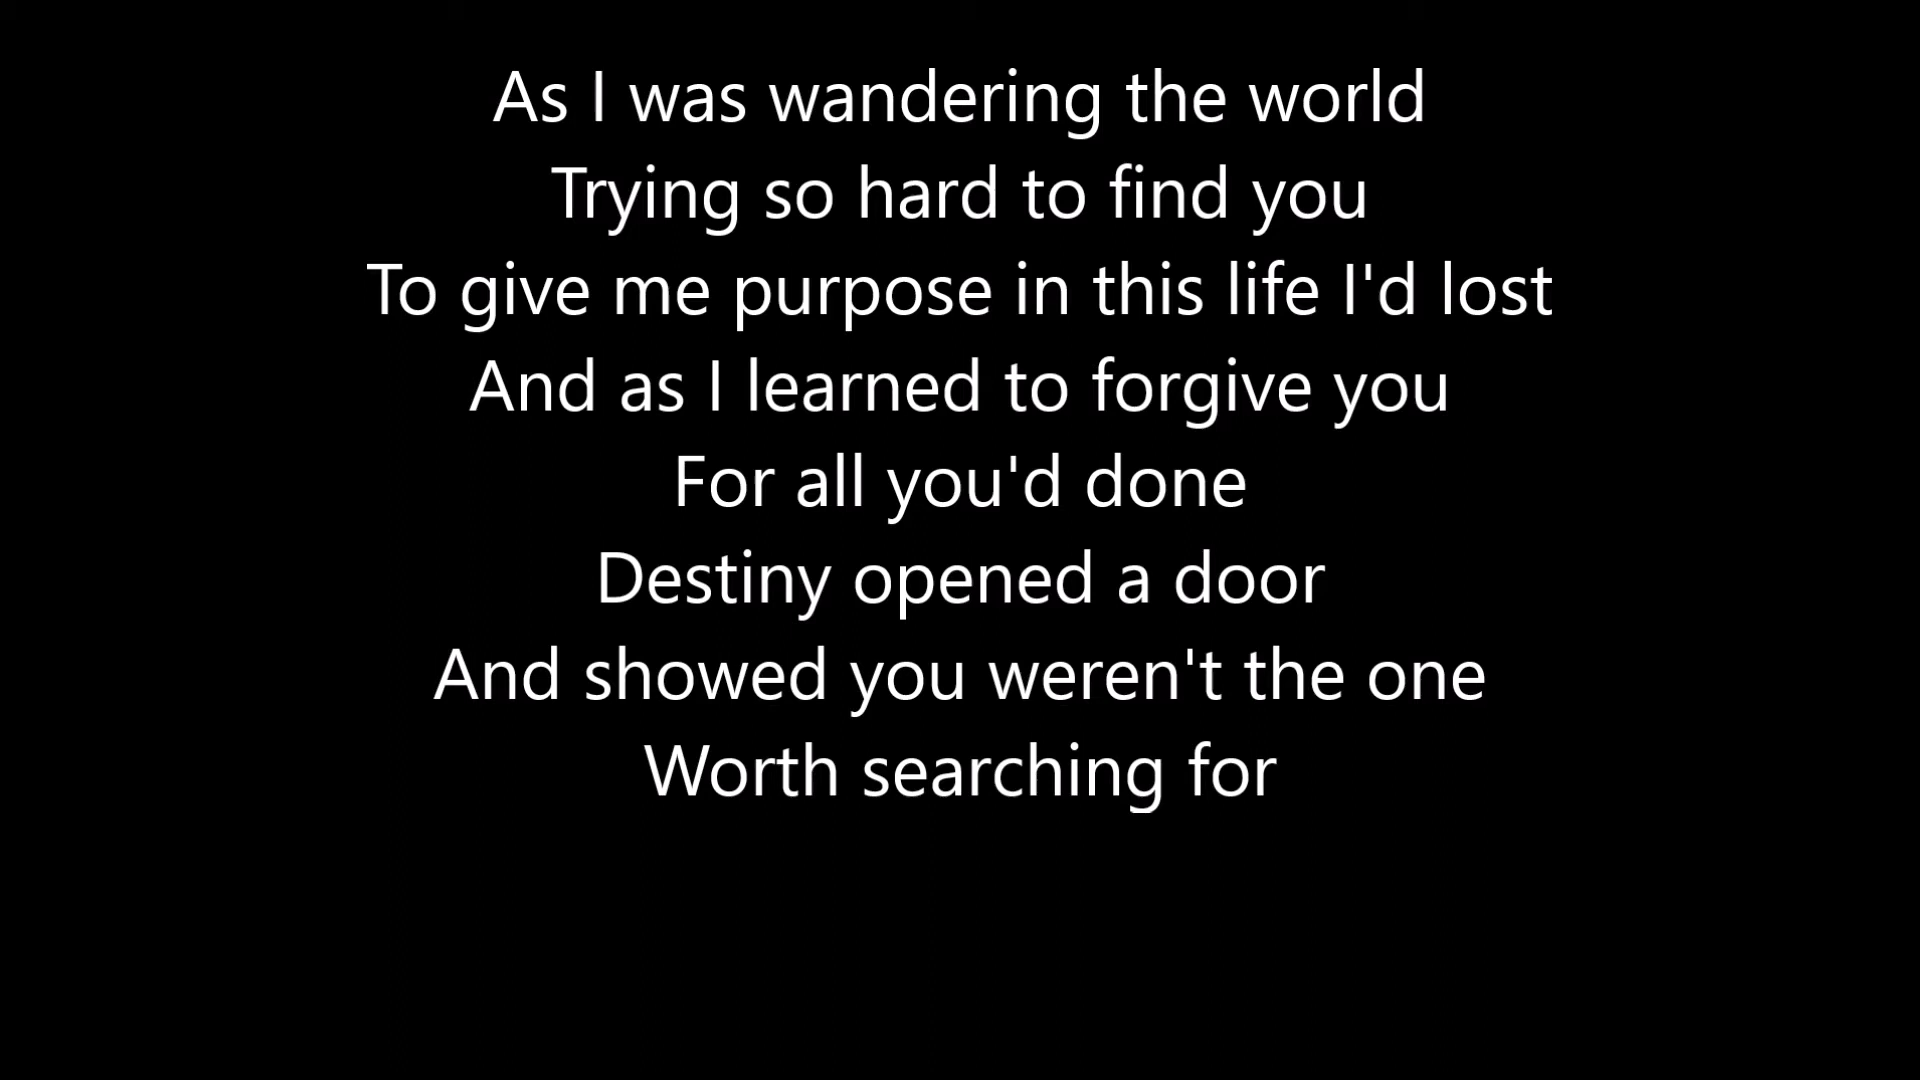 As I was wandering the world
Trying so hard to find you
To give me purpose in this life I'd lost
And as I learned to forgive you
For all you'd done
Destiny opened a door
And showed you weren't the one
Worth searching for